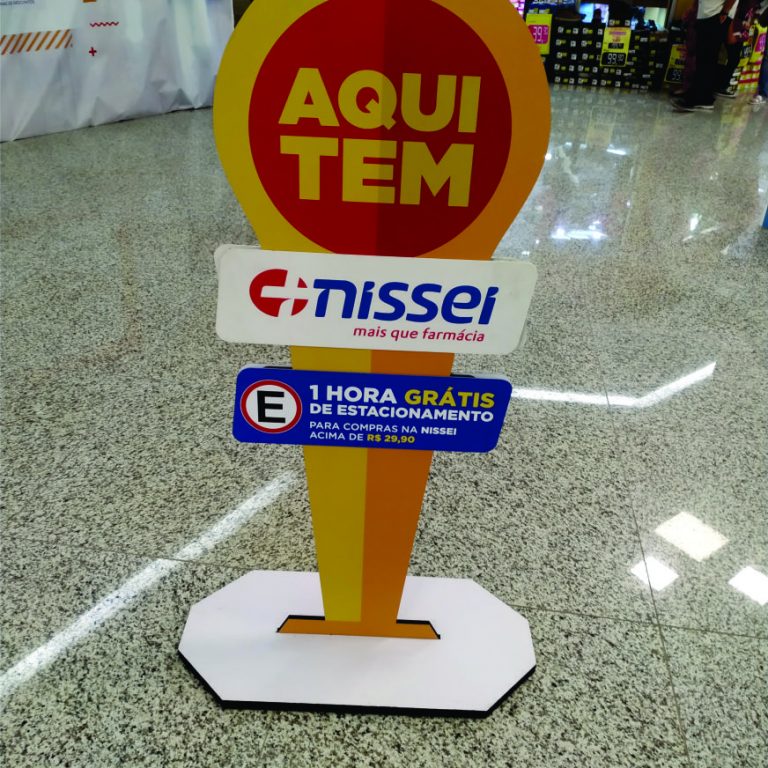 AQUI
TEM
nissei
mais que farmácia
E
1 HORA GRÁTIS
DE ESTACIONAMENTO
PARA COMPRAS NA NISSEI
ACIMA DE R$ 29,90